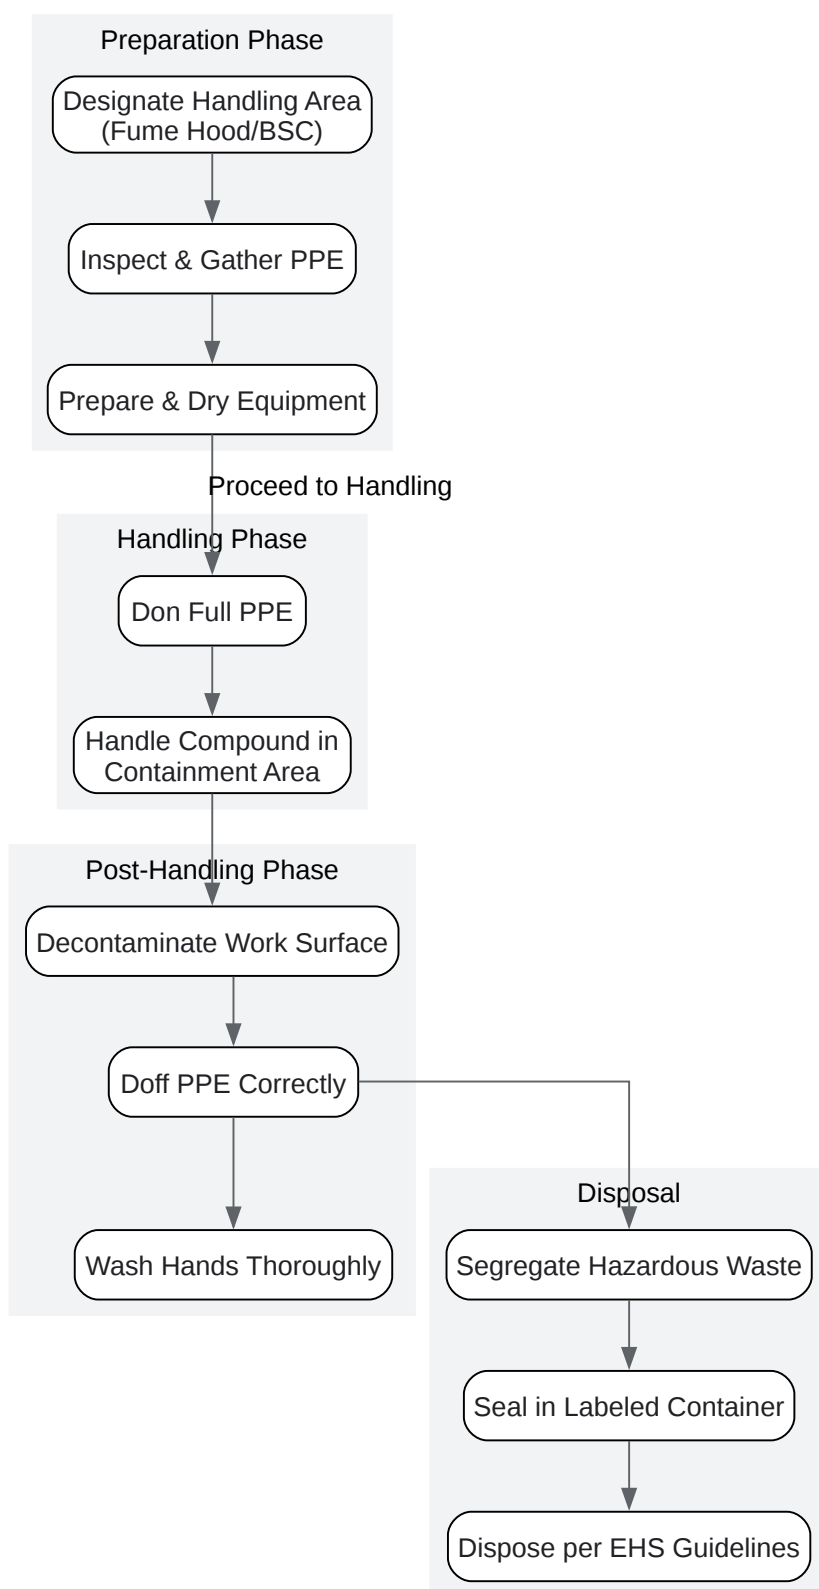 Preparation Phase
Designate Handling Area
(Fume Hood/BSC)
Inspect & Gather PPE
Prepare & Dry Equipment
Proceed to Handling
Handling Phase
Don Full PPE
Handle Compound in
Containment Area
Post-Handling Phase
Decontaminate Work Surface
Doff PPE Correctly
Wash Hands Thoroughly
Disposal
Segregate Hazardous Waste
Seal in Labeled Container
Dispose per EHS Guidelines